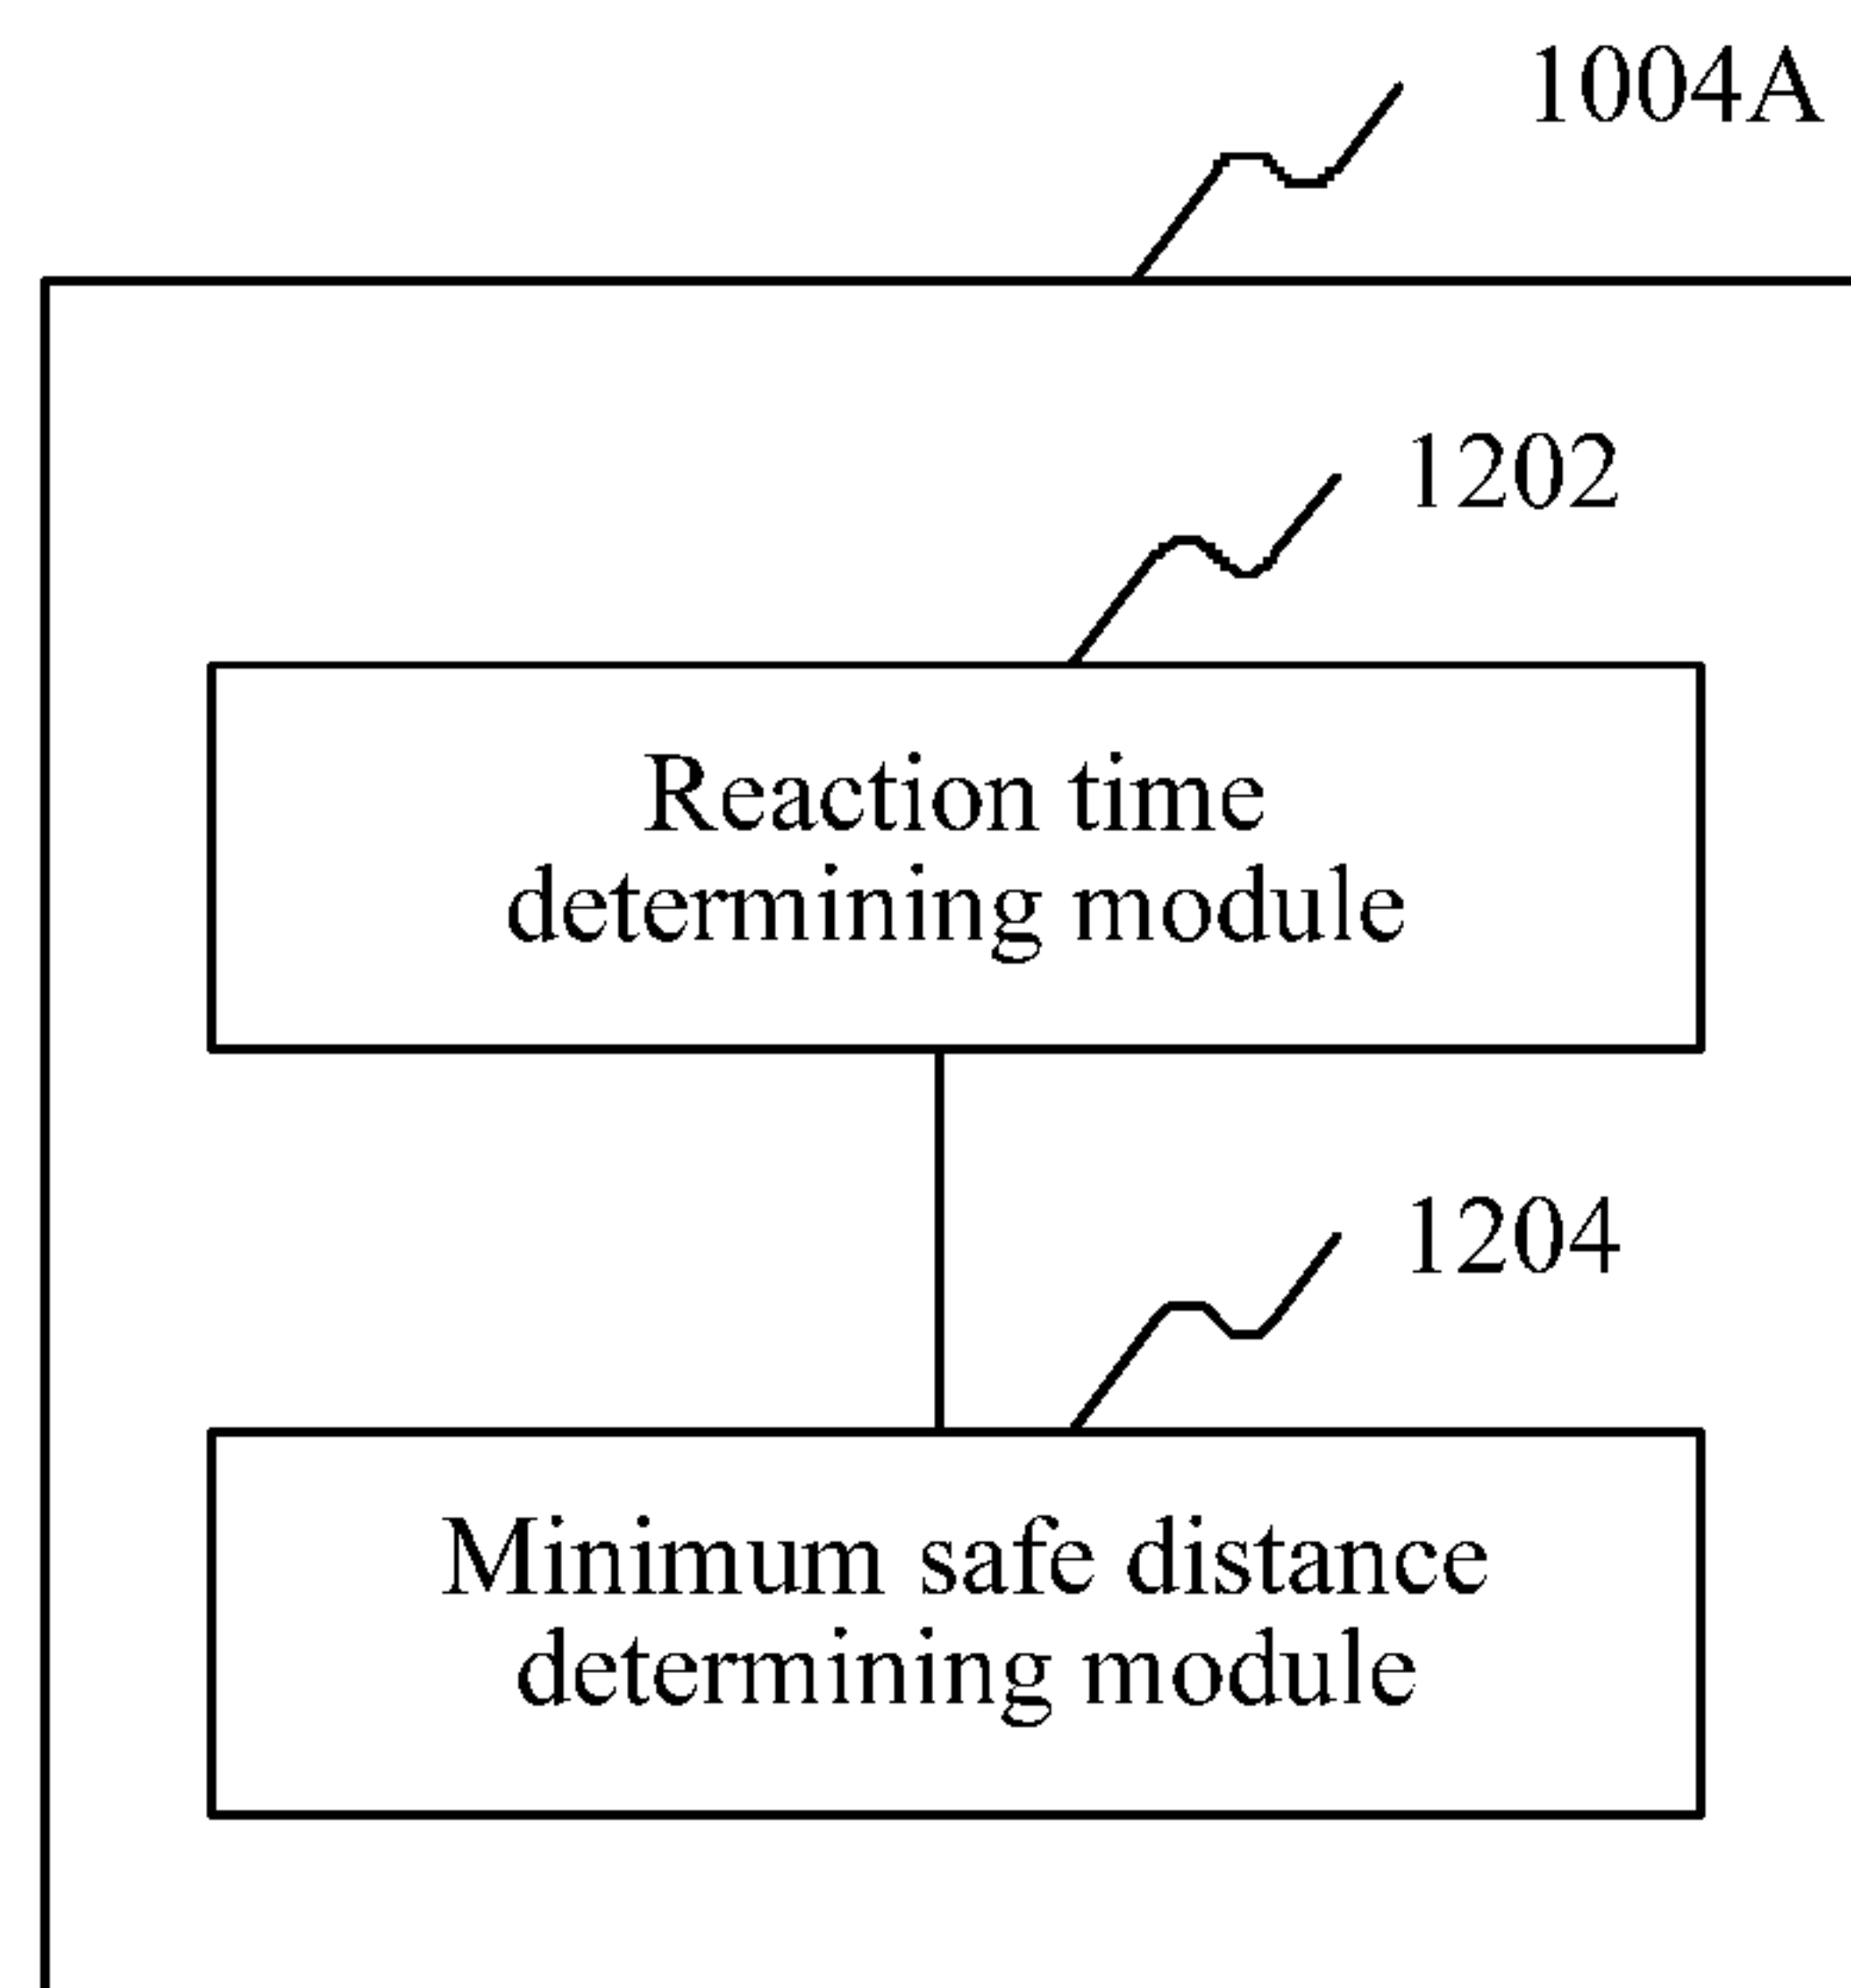 1004A
1202
Reaction time
determining module
1204
Minimum safe distance
determining module